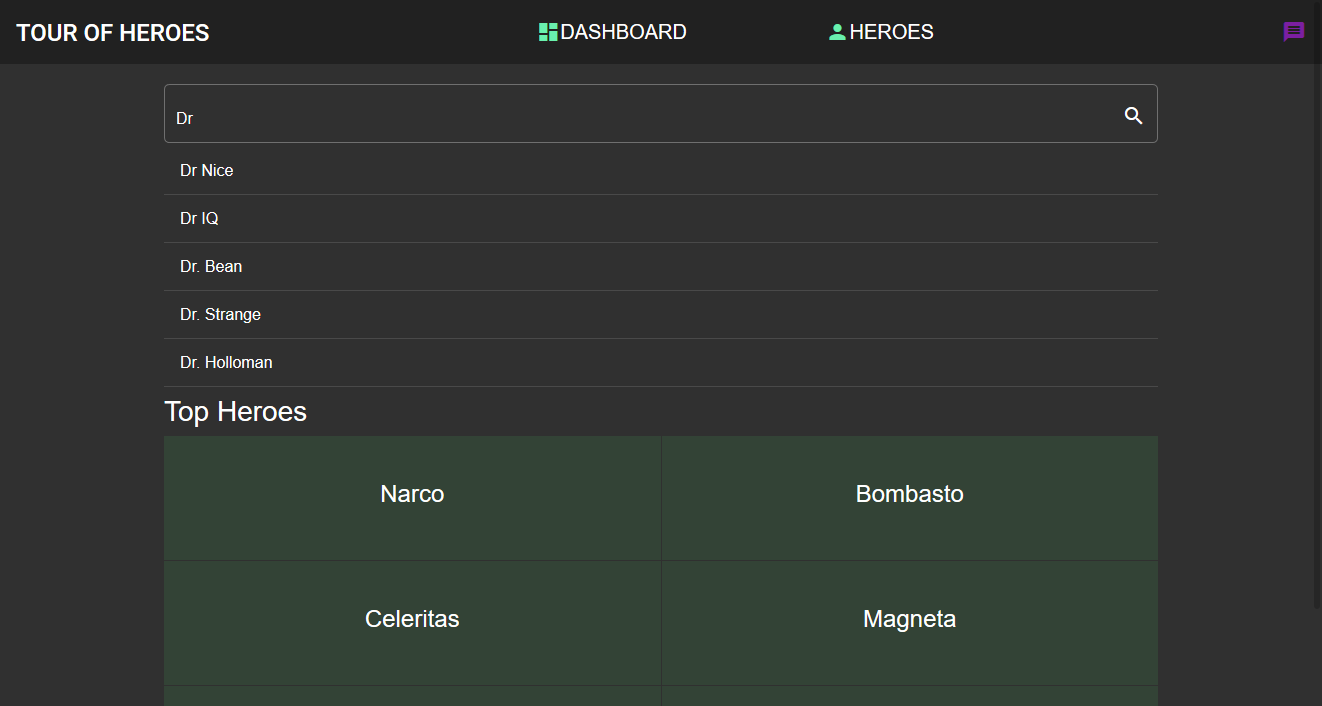 TOUR OF HEROES DASHBOARD HEROES
Dr
Dr Nice
Dr IQ
Dr. Bean
Dr. Strange
Dr. Holloman
Top Heroes
Narco Bombasto
Celeritas Magneta